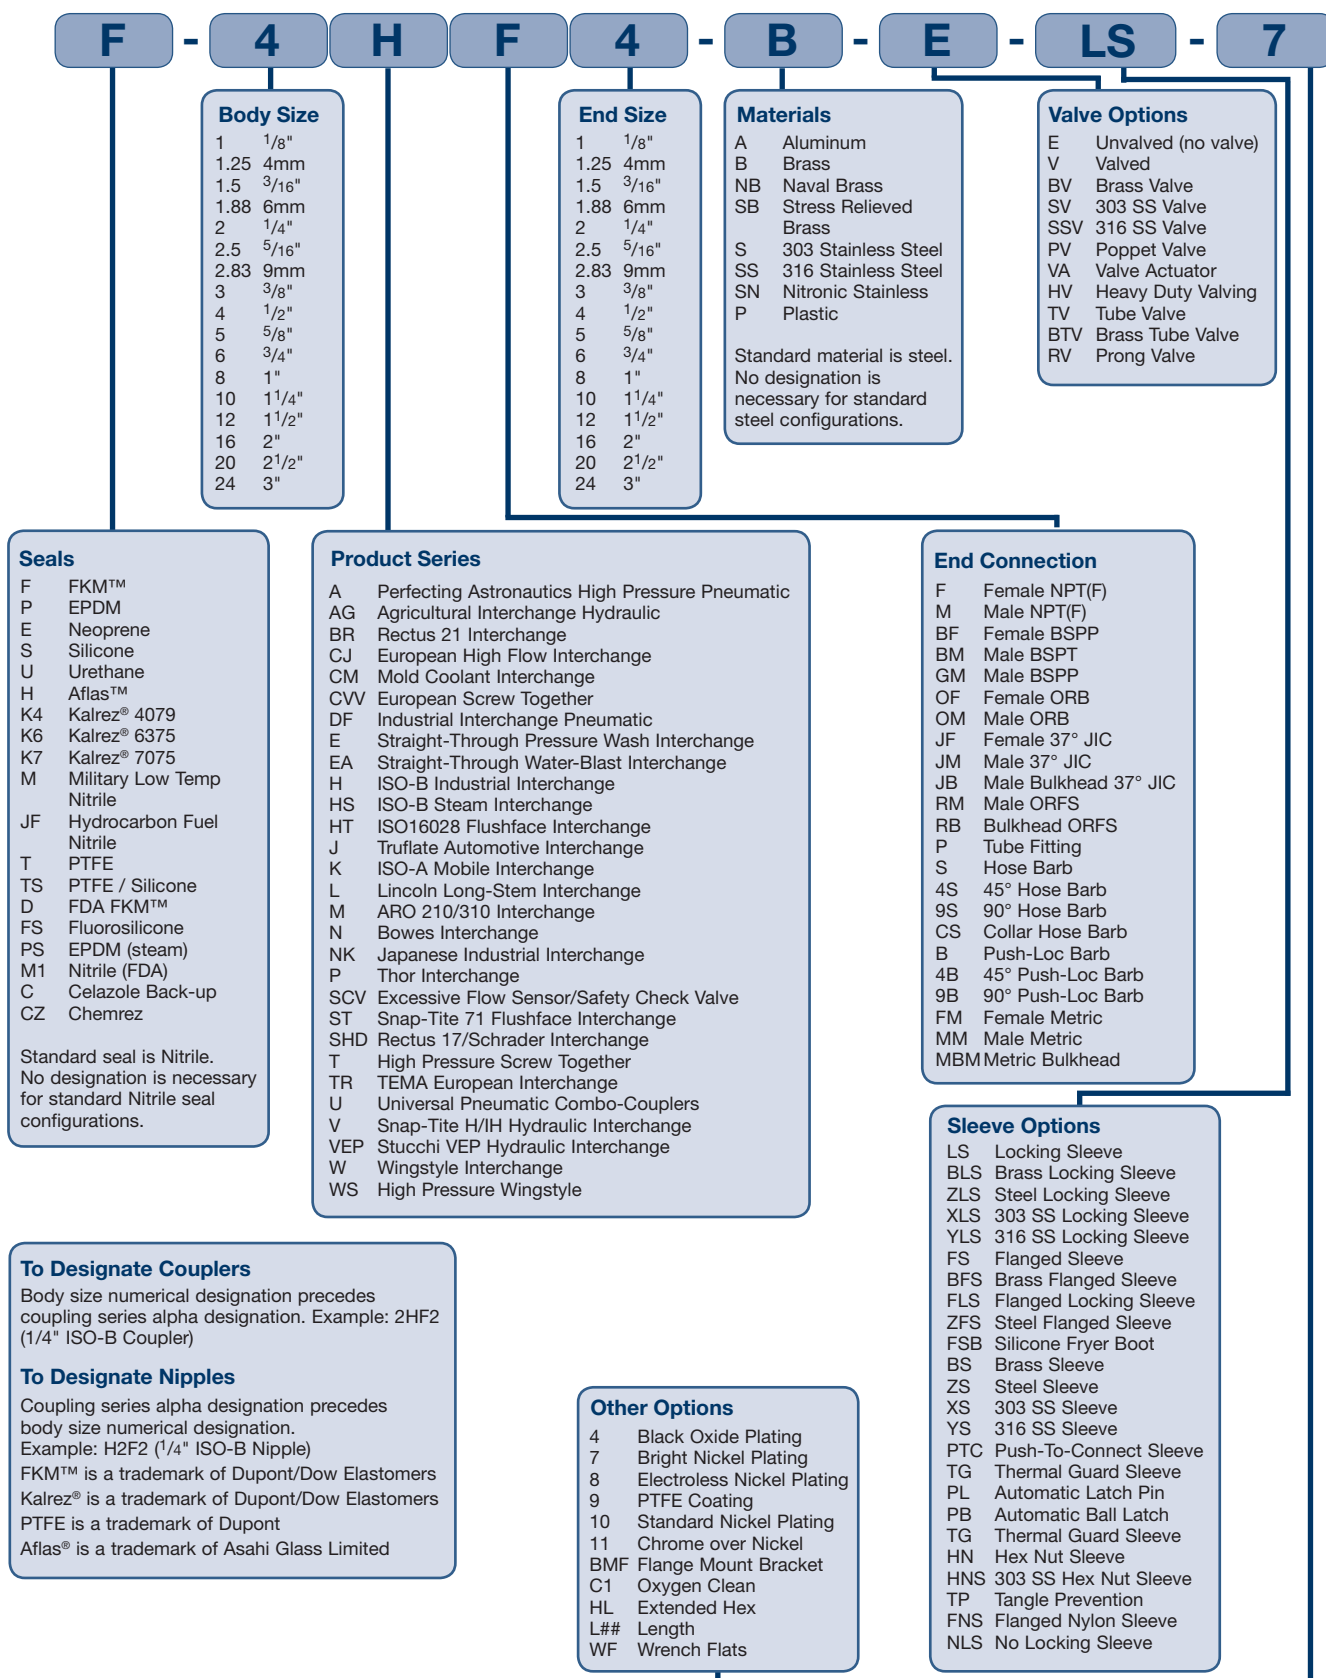 F - 4 H F 4 - B - E - LS - 7
Body Size
1 1/8"
1.25 4mm
1.5 3/16"
1.88 6mm
2 1/4"
2.5 5/16"
2.83 9mm
3 3/8"
4 1/2"
5 5/8"
6 3/4"
8 1"
10 1 1/4"
12 1 1/2"
16 2"
20 2 1/2"
24 3"
End Size
1 1/8"
1.25 4mm
1.5 3/16"
1.88 6mm
2 1/4"
2.5 5/16"
2.83 9mm
3 3/8"
4 1/2"
5 5/8"
6 3/4"
8 1"
10 1 1/4"
12 1 1/2"
16 2"
20 2 1/2"
24 3"
Materials
A Aluminum
B Brass
NB Naval Brass
SB Stress Relieved
Brass
S 303 Stainless Steel
SS 316 Stainless Steel
SN Nitronic Stainless
P Plastic
Standard material is steel.
No designation is
necessary for standard
steel configurations.
Valve Options
E Unvalved (no valve)
V Valved
BV Brass Valve
SV 303 SS Valve
SSV 316 SS Valve
PV Poppet Valve
VA Valve Actuator
HV Heavy Duty Valving
TV Tube Valve
BTV Brass Tube Valve
RV Prong Valve
Seals
F FKM™
P EPDM
E Neoprene
S Silicone
U Urethane
H Aflas™
K4 Kalrez® 4079
K6 Kalrez® 6375
K7 Kalrez® 7075
M Military Low Temp
Nitrile
JF Hydrocarbon Fuel
Nitrile
T PTFE
TS PTFE / Silicone
D FDA FKM™
FS Fluorosilicone
PS EPDM (steam)
M1 Nitrile (FDA)
C Celazole Back-up
CZ Chemrez
Standard seal is Nitrile.
No designation is necessary
for standard Nitrile seal
configurations.
Product Series
A Perfecting Astronautics High Pressure Pneumatic
AG Agricultural Interchange Hydraulic
BR Rectus 21 Interchange
CJ European High Flow Interchange
CM Mold Coolant Interchange
CVV European Screw Together
DF Industrial Interchange Pneumatic
E Straight-Through Pressure Wash Interchange
EA Straight-Through Water-Blast Interchange
H ISO-B Industrial Interchange
HS ISO-B Steam Interchange
HT ISO16028 Flushface Interchange
J Truflate Automotive Interchange
K ISO-A Mobile Interchange
L Lincoln Long-Stem Interchange
M ARO 210/310 Interchange
N Bowes Interchange
NK Japanese Industrial Interchange
P Thor Interchange
SCV Excessive Flow Sensor/Safety Check Valve
ST Snap-Tite 71 Flushface Interchange
SHD Rectus 17/Schrader Interchange
T High Pressure Screw Together
TR TEMA European Interchange
U Universal Pneumatic Combo-Couplers
V Snap-Tite H/IH Hydraulic Interchange
VEP Stucchi VEP Hydraulic Interchange
W Wingstyle Interchange
WS High Pressure Wingstyle
End Connection
F Female NPT(F)
M Male NPT(F)
BF Female BSPP
BM Male BSPT
GM Male BSPP
OF Female ORB
OM Male ORB
JF Female 37° JIC
JM Male 37° JIC
JB Male Bulkhead 37° JIC
RM Male ORFS
RB Bulkhead ORFS
P Tube Fitting
S Hose Barb
4S 45° Hose Barb
9S 90° Hose Barb
CS Collar Hose Barb
B Push-Loc Barb
4B 45° Push-Loc Barb
9B 90° Push-Loc Barb
FM Female Metric
MM Male Metric
MBM Metric Bulkhead
Sleeve Options
LS Locking Sleeve
BLS Brass Locking Sleeve
ZLS Steel Locking Sleeve
XLS 303 SS Locking Sleeve
YLS 316 SS Locking Sleeve
FS Flanged Sleeve
BFS Brass Flanged Sleeve
FLS Flanged Locking Sleeve
ZFS Steel Flanged Sleeve
FSB Silicone Fryer Boot
BS Brass Sleeve
ZS Steel Sleeve
XS 303 SS Sleeve
YS 316 SS Sleeve
PTC Push-To-Connect Sleeve
TG Thermal Guard Sleeve
PL Automatic Latch Pin
PB Automatic Ball Latch
TG Thermal Guard Sleeve
HN Hex Nut Sleeve
HNS 303 SS Hex Nut Sleeve
TP Tangle Prevention
FNS Flanged Nylon Sleeve
NLS No Locking Sleeve
To Designate Couplers
Body size numerical designation precedes
coupling series alpha designation. Example: 2HF2
(1/4" ISO-B Coupler)
To Designate Nipples
Coupling series alpha designation precedes
body size numerical designation.
Example: H2F2 (1/4" ISO-B Nipple)
FKM™ is a trademark of Dupont/Dow Elastomers
Kalrez® is a trademark of Dupont/Dow Elastomers
PTFE is a trademark of Dupont
Aflas® is a trademark of Asahi Glass Limited
Other Options
4 Black Oxide Plating
7 Bright Nickel Plating
8 Electroless Nickel Plating
9 PTFE Coating
10 Standard Nickel Plating
11 Chrome over Nickel
BMF Flange Mount Bracket
C1 Oxygen Clean
HL Extended Hex
L## Length
WF Wrench Flats